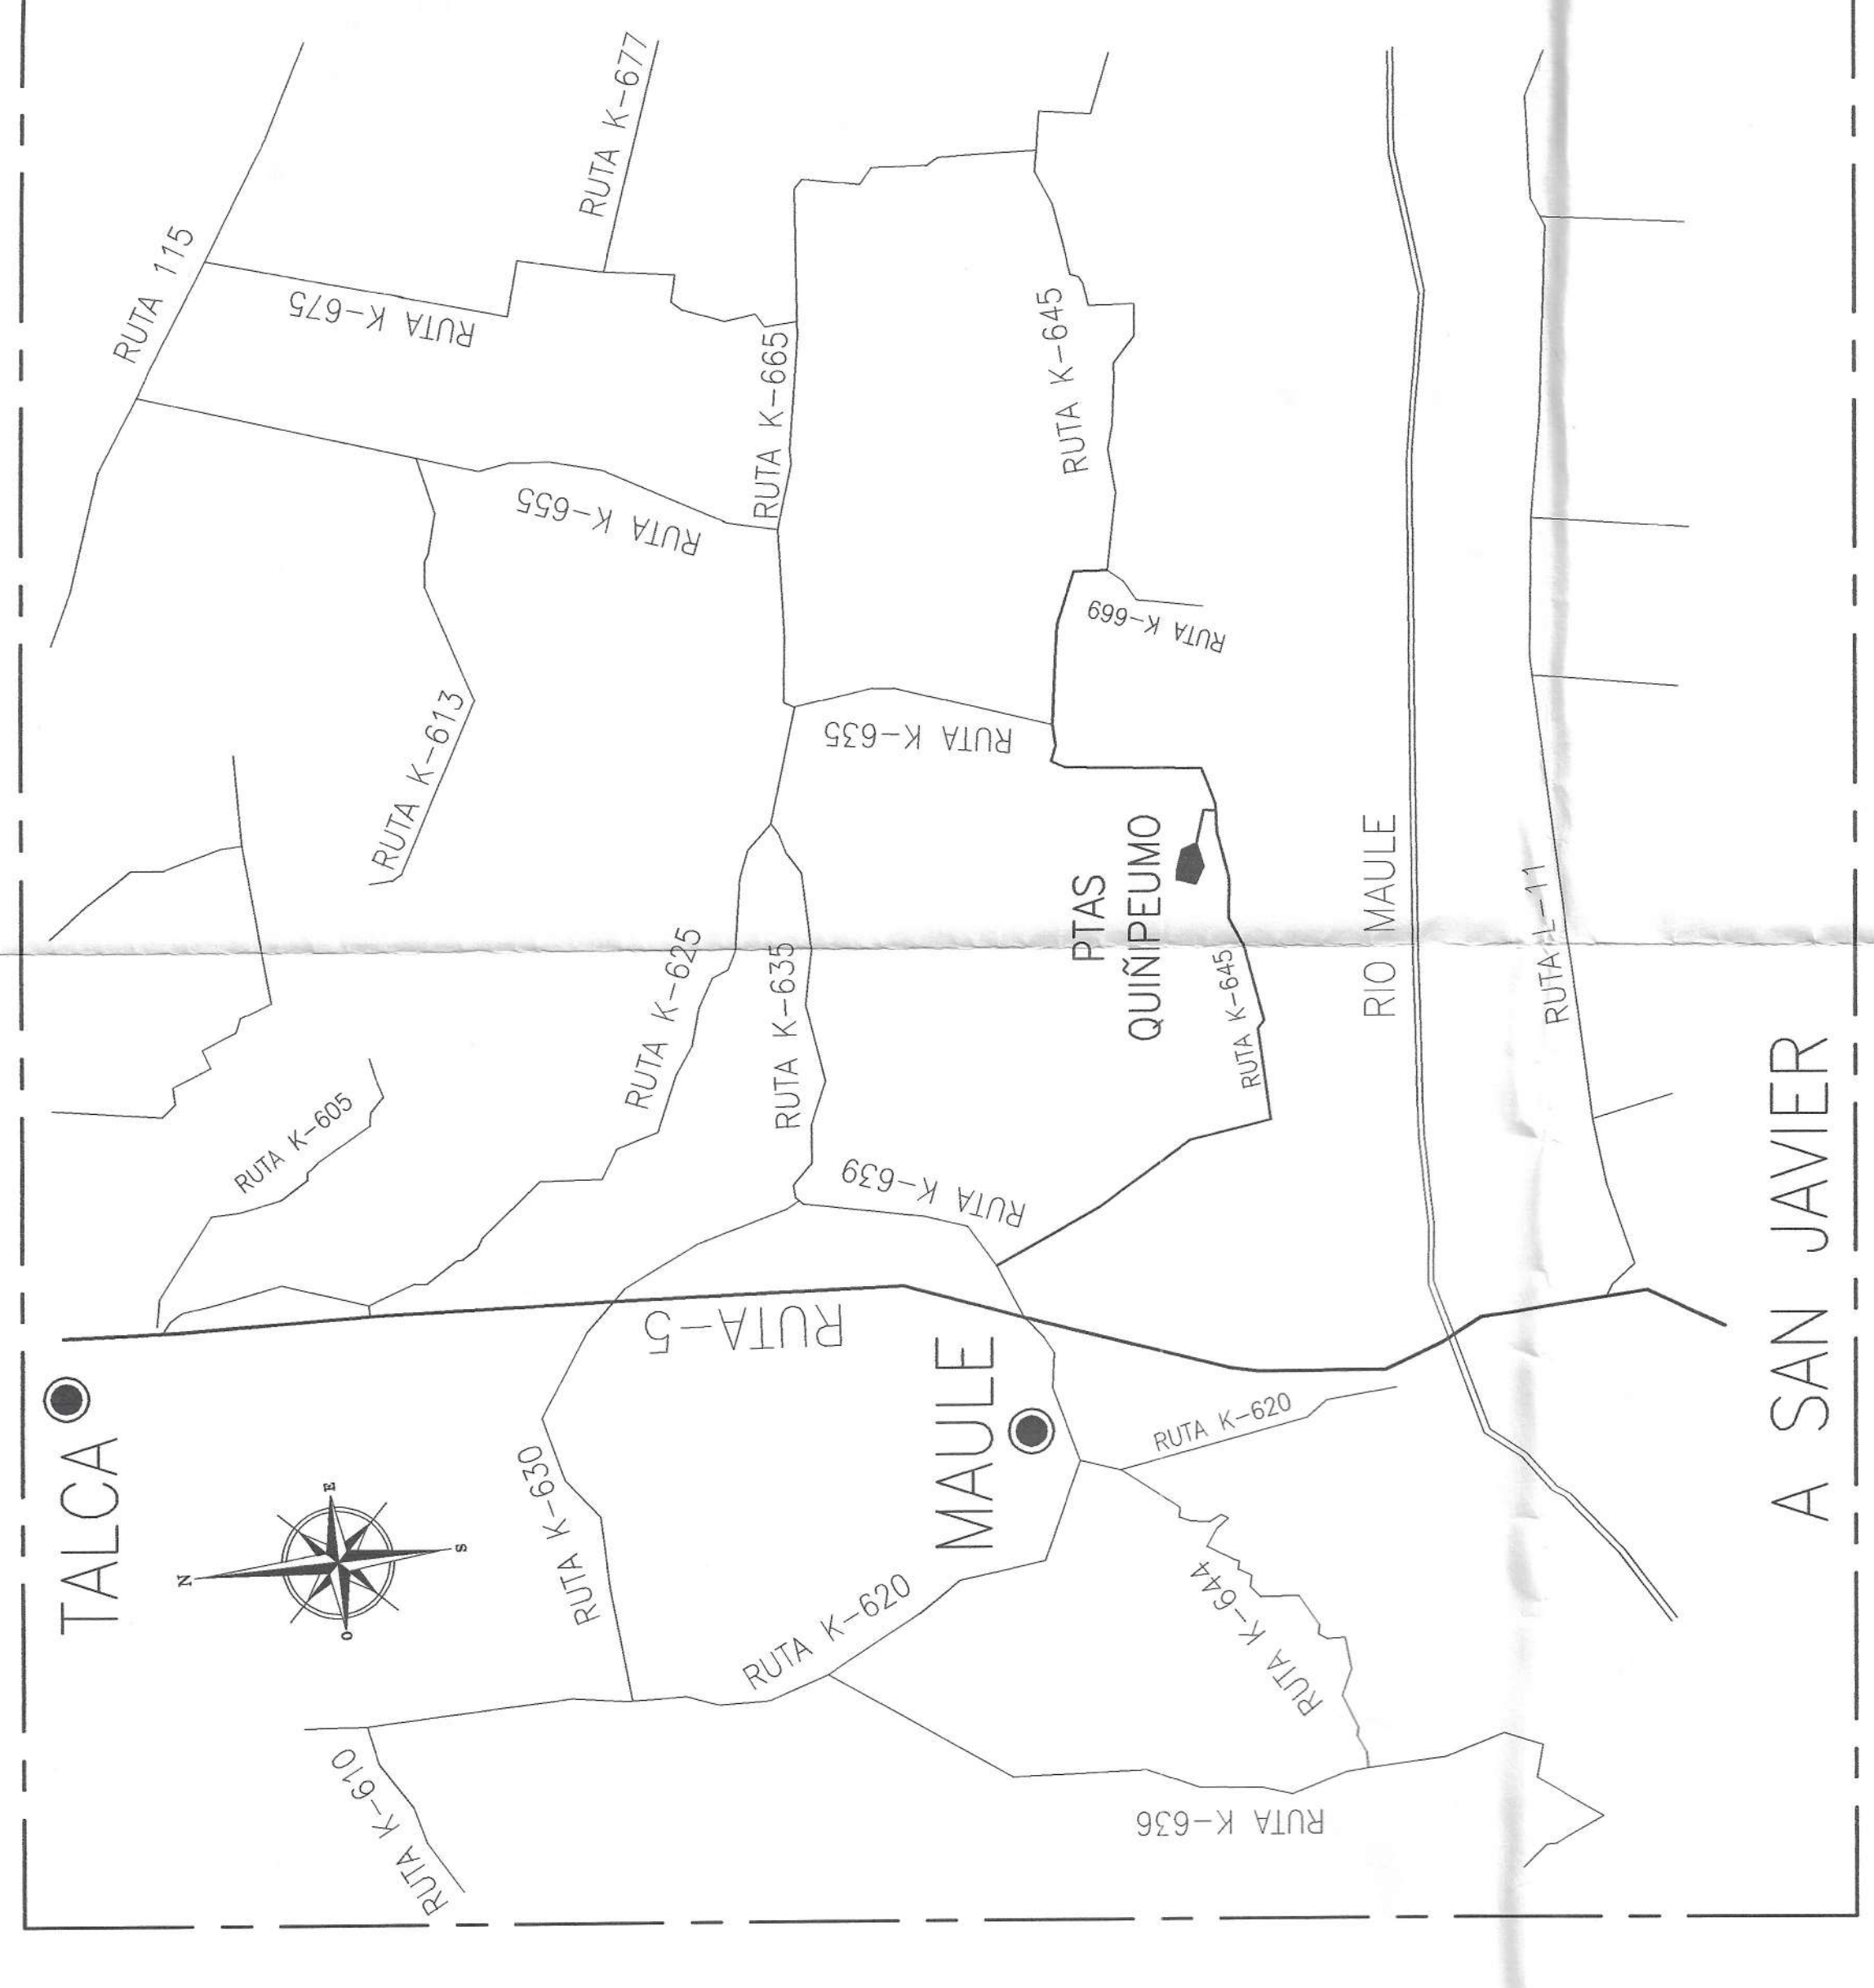 TALCA
N
E
S
O
RUTA 115
RUTA K-675
RUTA K-677
RUTA K-655
RUTA K-665
RUTA K-613
RUTA K-645
RUTA K-669
RUTA K-635
RUTA K-605
RUTA K-625
RUTA K-635
RUTA K-639
PTAS
QUIÑIPEUMO
RUTA K-645
RIO MAULE
RUTA L-11
RUTA-5
MAULE
RUTA K-630
RUTA K-620
RUTA K-620
RUTA K-644
RUTA K-610
RUTA K-636
A SAN JAVIER